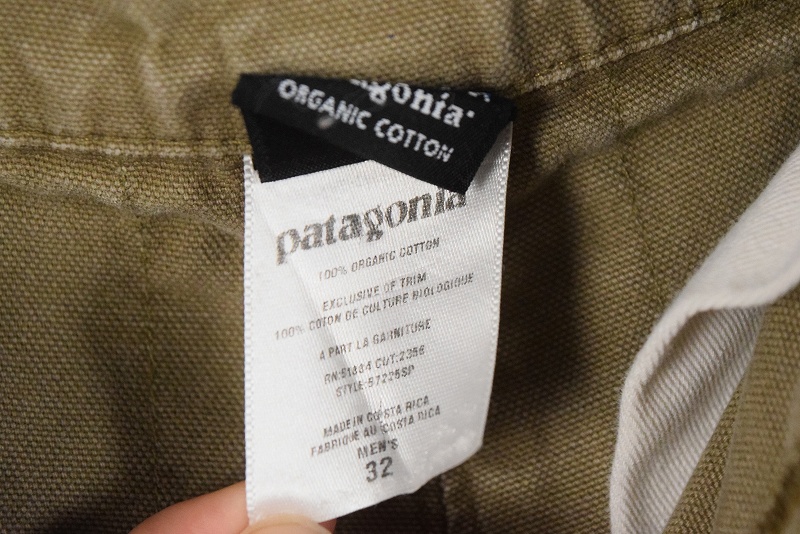 gonia
ORGANIC COTTON
patagonia
100% ORGANIC COTTON
EXCLUSIVE OF TRIM
100% COTON DE CULTURE BIOLOGIQUE
A PART LA GARNITURE
RN:51884 CUT:2356
STYLE:57225SP
MADE IN COSTA RICA
FABRIQUE AU COSTA RICA
MEN'S
32